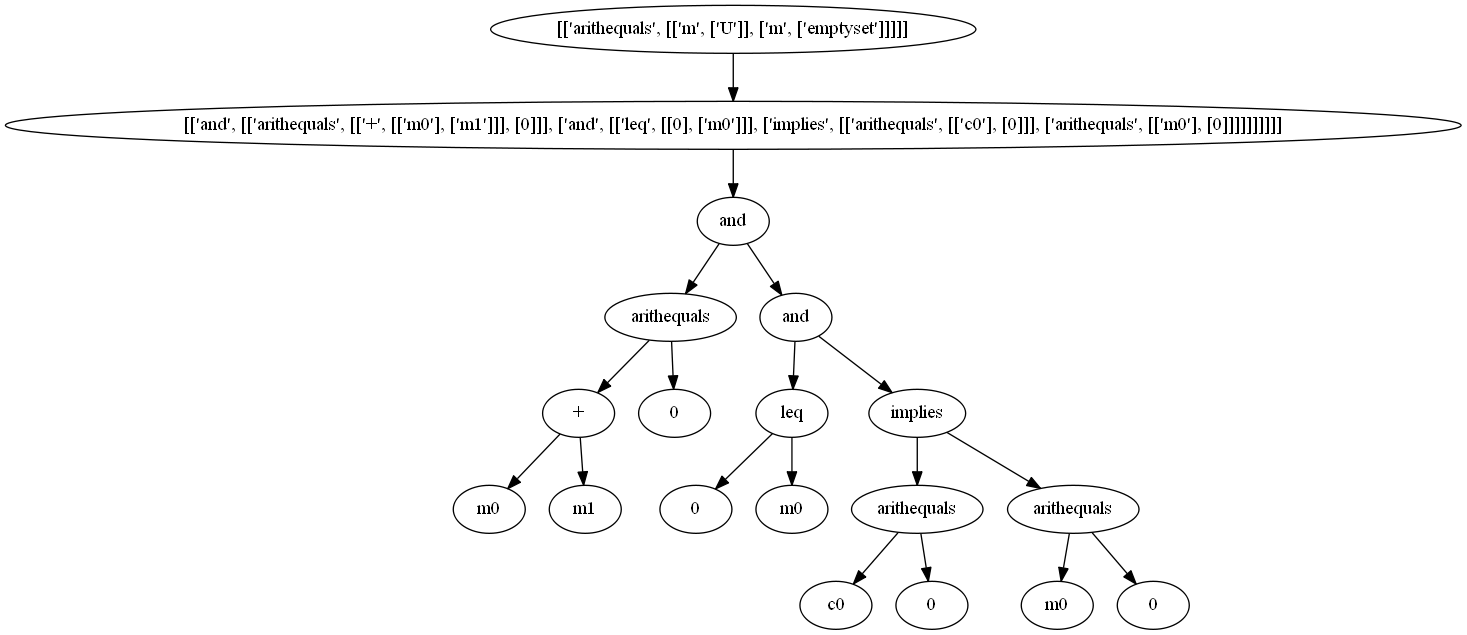 [['arithequals', [['m', ['U']], ['m', ['emptyset']]]]]
[['and', [['arithequals', [['+', [['m0'], ['m1']]], [0]]], ['and', [['leq', [[0], ['m0']]], ['implies', [['arithequals', [['c0'], [0]]], ['arithequals', [['m0'], [0]]]]]]]]]]
and
arithequals and
+ 0 leq implies
m0 m1 0 m0 arithequals arithequals
c0 0 m0 0